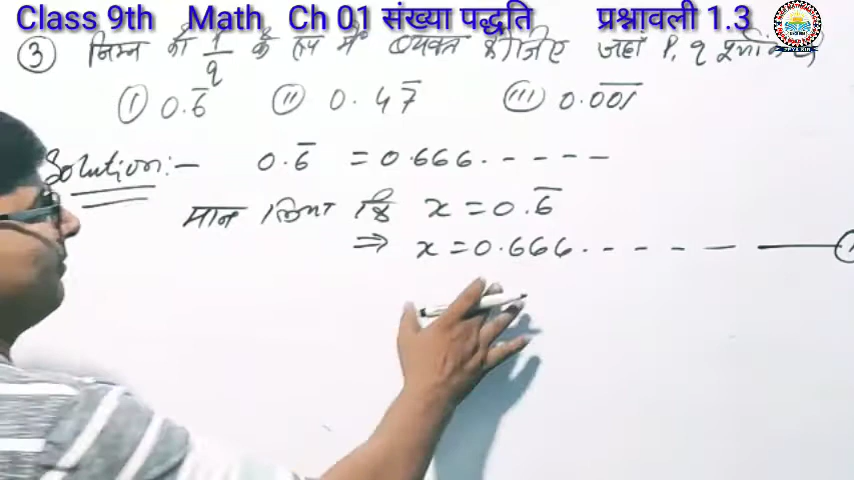 Class 9th Math Ch 01 संख्या पद्धति प्रश्नावली 1.3
③ निम्न को p/q के रूप में व्यक्त कीजिए जहां P, q पूर्णांक है
Ⓘ 0.6̅ Ⓘ̲Ⓘ 0.47̅ (iii) 0.0̅0̅1̅
Solution:- 0.6̅ = 0.666.-----
मान लिया कि x = 0.6̅
⇒ x = 0.666.-----